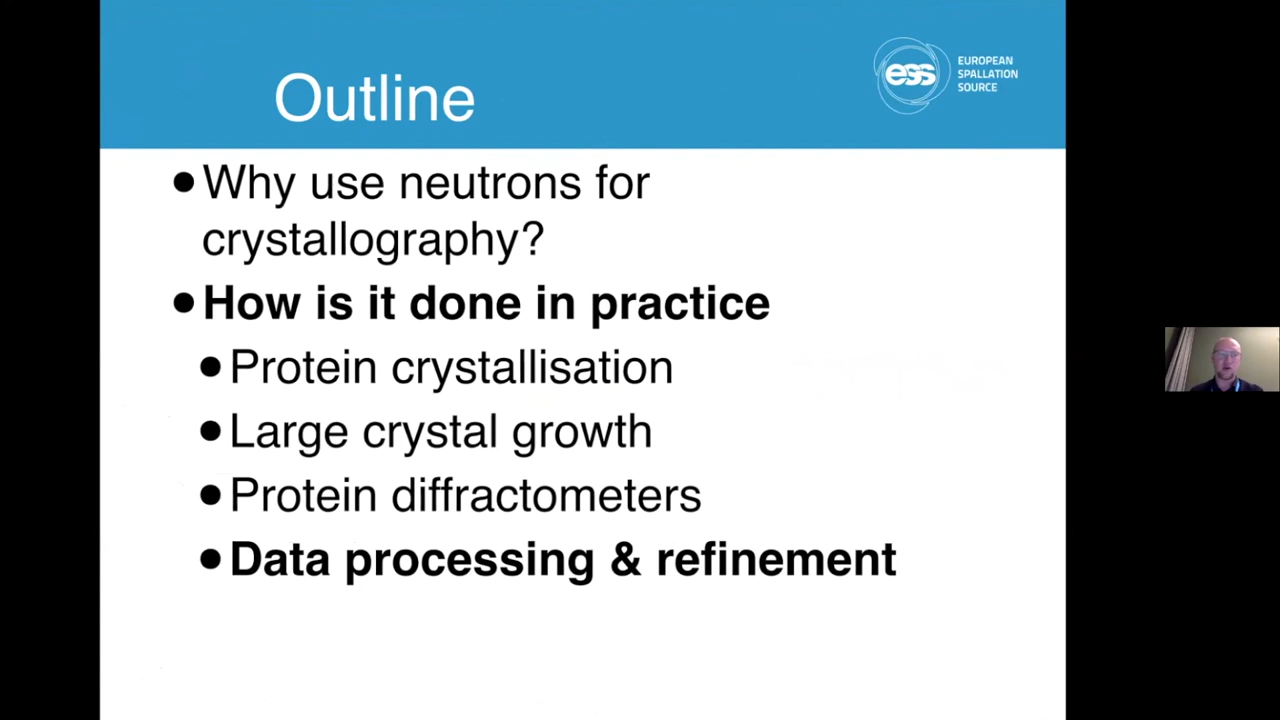 Outline
ess
EUROPEAN
SPALLATION
SOURCE
•Why use neutrons for
crystallography?
•How is it done in practice
•Protein crystallisation
•Large crystal growth
•Protein diffractometers
•Data processing & refinement